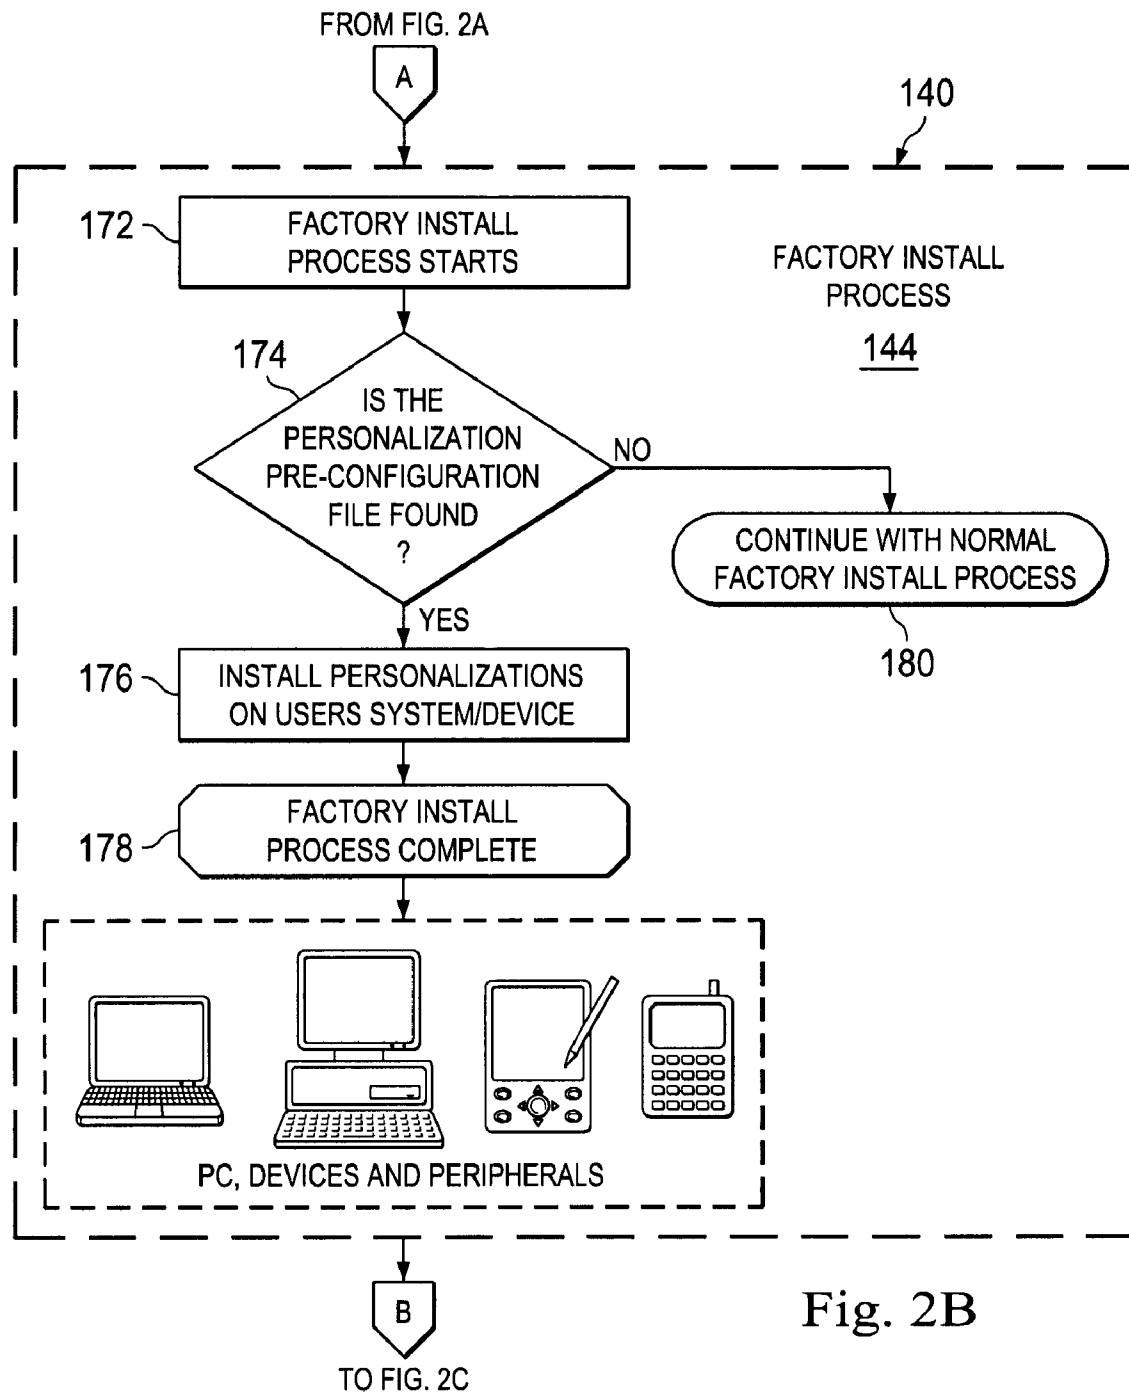 FROM FIG. 2A
A
140
172
FACTORY INSTALL
PROCESS STARTS
FACTORY INSTALL
PROCESS
144
174
IS THE
PERSONALIZATION
PRE-CONFIGURATION
FILE FOUND
?
NO
CONTINUE WITH NORMAL
FACTORY INSTALL PROCESS
180
YES
176
INSTALL PERSONALIZATIONS
ON USERS SYSTEM/DEVICE
178
FACTORY INSTALL
PROCESS COMPLETE
PC, DEVICES AND PERIPHERALS
B
TO FIG. 2C
Fig. 2B